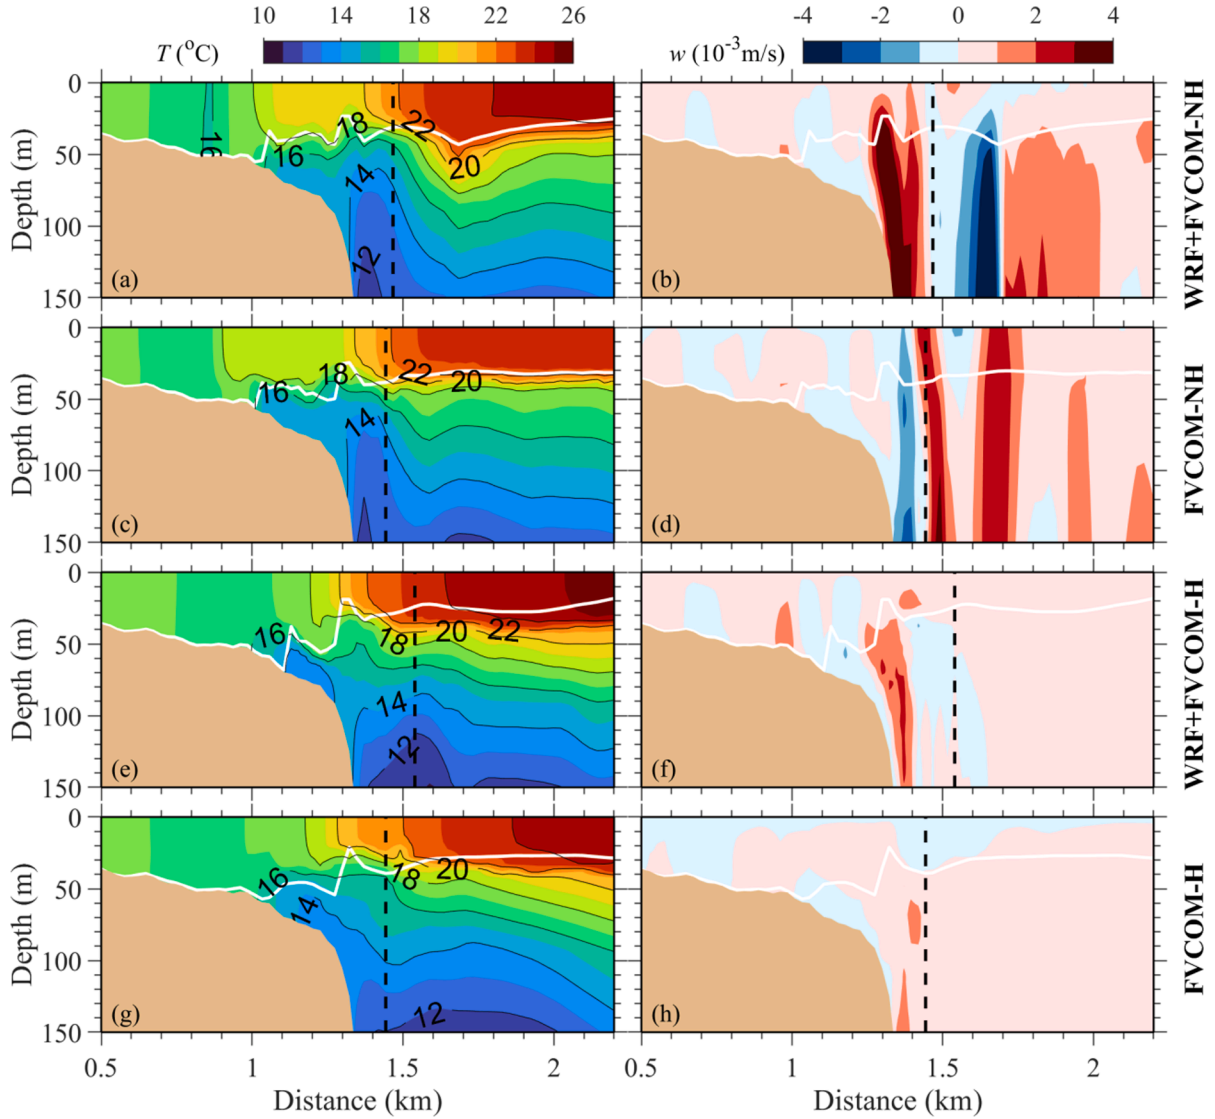 10 14 18 22 26
T (°C)
-4 -2 0 2 4
w (10⁻³m/s)
0
50
100
150
Depth (m)
16
16
18
14
12
22
20
(a)
(b)
WRF+FVCOM-NH
0
50
100
150
Depth (m)
16
18
14
22
20
(c)
(d)
FVCOM-NH
0
50
100
150
Depth (m)
16
18
20
22
14
12
(e)
(f)
WRF+FVCOM-H
0
50
100
150
Depth (m)
16
14
18
20
12
(g)
(h)
FVCOM-H
0.5 1 1.5 2
Distance (km)
0.5 1 1.5 2
Distance (km)